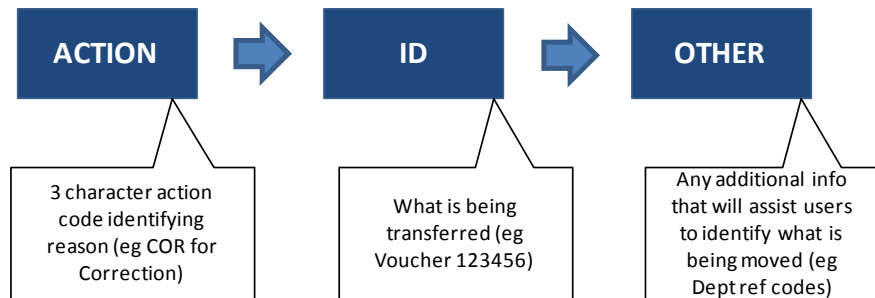 ACTION
ID
OTHER
3 character action
code identifying
reason (eg COR for
Correction)
What is being
transferred (eg
Voucher 123456)
Any additional info
that will assist users
to identify what is
being moved (eg
Dept ref codes)